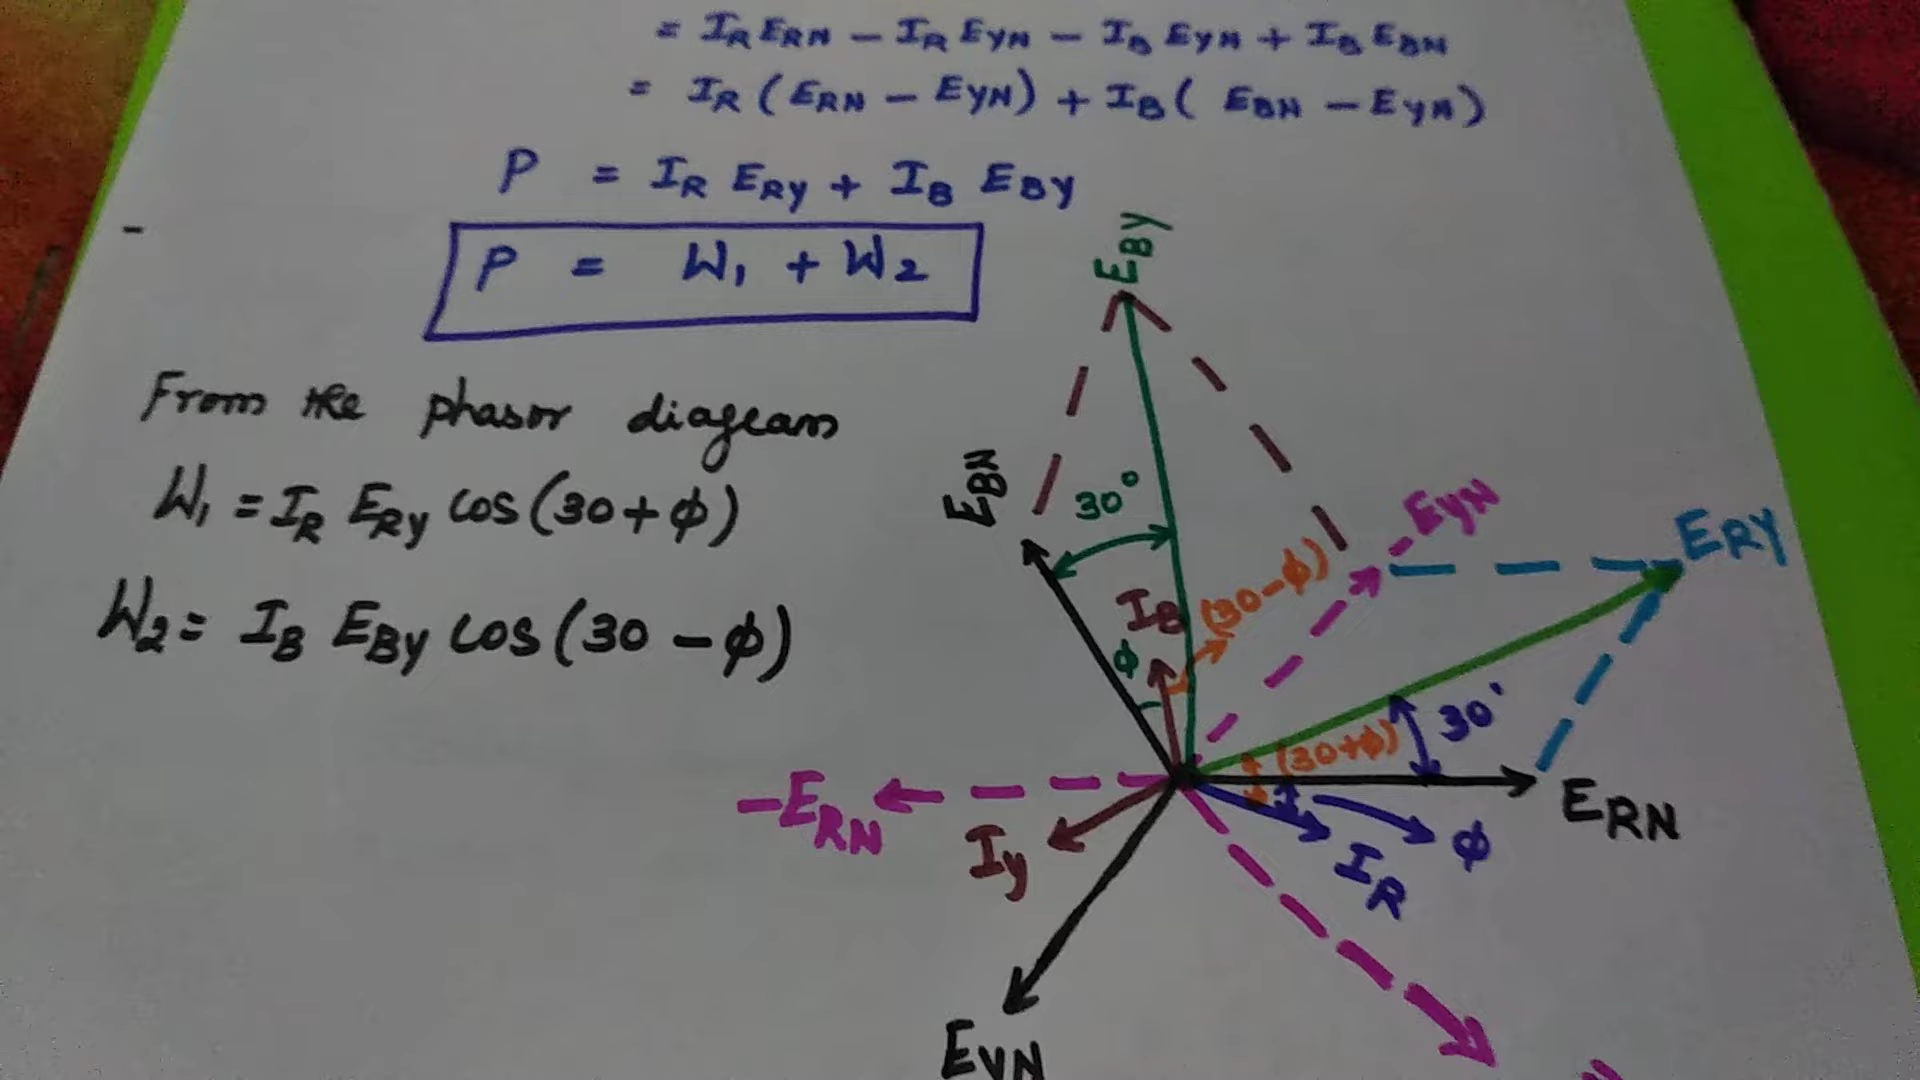 = IR ERN − IR EYN − IB EYN + IB EBN
= IR (ERN − EYN) + IB ( EBN − EYN)
P = IR ERY + IB EBY
P = W1 + W2
From the phasor diagram
W1 = IR ERY cos(30+φ)
W2 = IB EBY cos(30 − φ)
EBY
EBN
30°
-EYN
ERY
IB
(30-φ)
φ
30°
(30+φ)
-ERN
ERN
IY
φ
IR
EYN